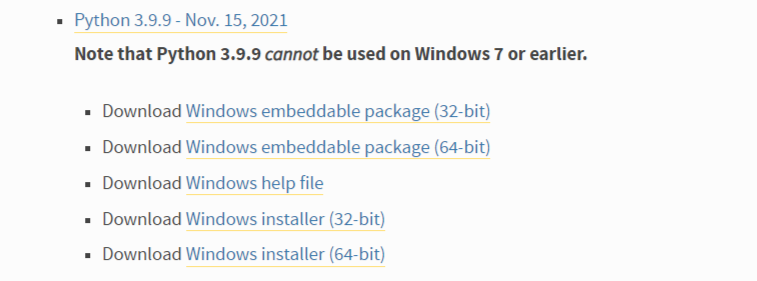 Python 3.9.9 - Nov. 15, 2021
Note that Python 3.9.9 cannot be used on Windows 7 or earlier.
Download Windows embeddable package (32-bit)
Download Windows embeddable package (64-bit)
Download Windows help file
Download Windows installer (32-bit)
Download Windows installer (64-bit)